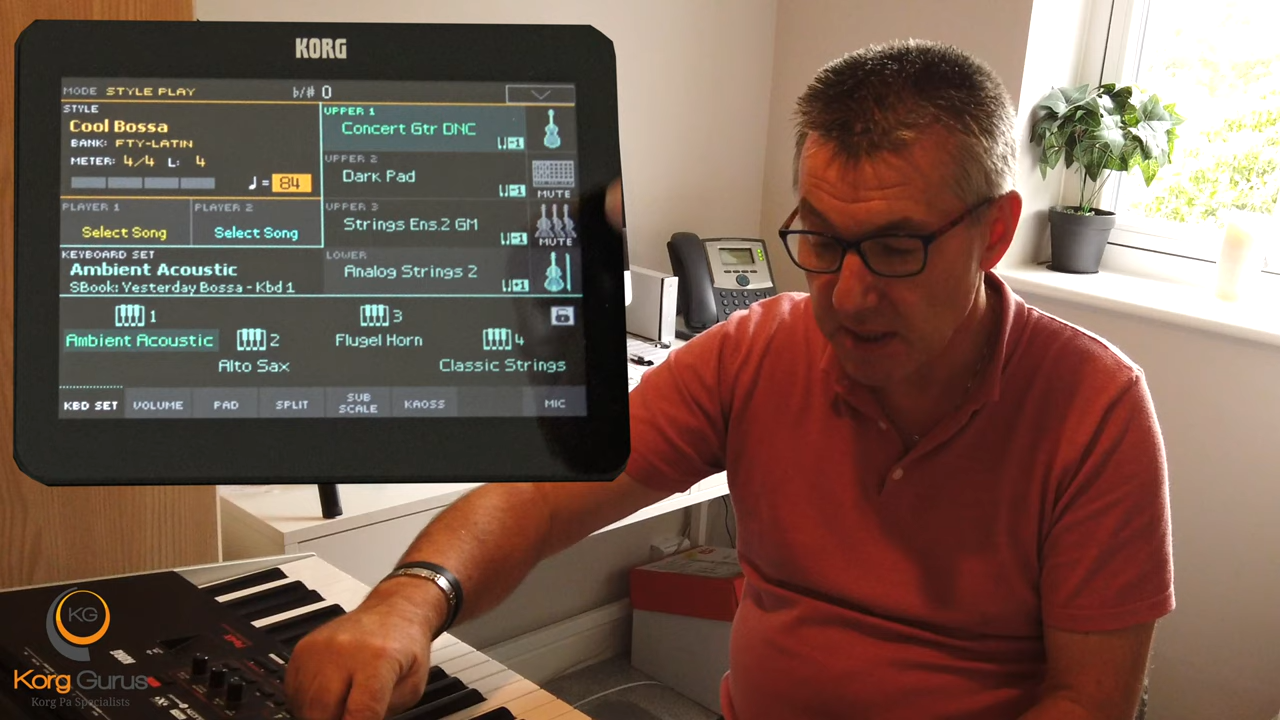 KORG
MODE STYLE PLAY ♭/# 0
STYLE
Cool Bossa
BANK: FTY-LATIN
METER: 4/4 L: 4
♩= 84
PLAYER 1
Select Song
PLAYER 2
Select Song
KEYBOARD SET
Ambient Acoustic
SBook: Yesterday Bossa - Kbd 1
UPPER 1
Concert Gtr DNC
-1
UPPER 2
Dark Pad
-1
MUTE
UPPER 3
Strings Ens.2 GM
-1
MUTE
LOWER
Analog Strings 2
1
Ambient Acoustic
2
Alto Sax
3
Flugel Horn
4
Classic Strings
KBD SET VOLUME PAD SPLIT SUB SCALE KAOSS MIC
KG
Korg Gurus
Korg Pa Specialists